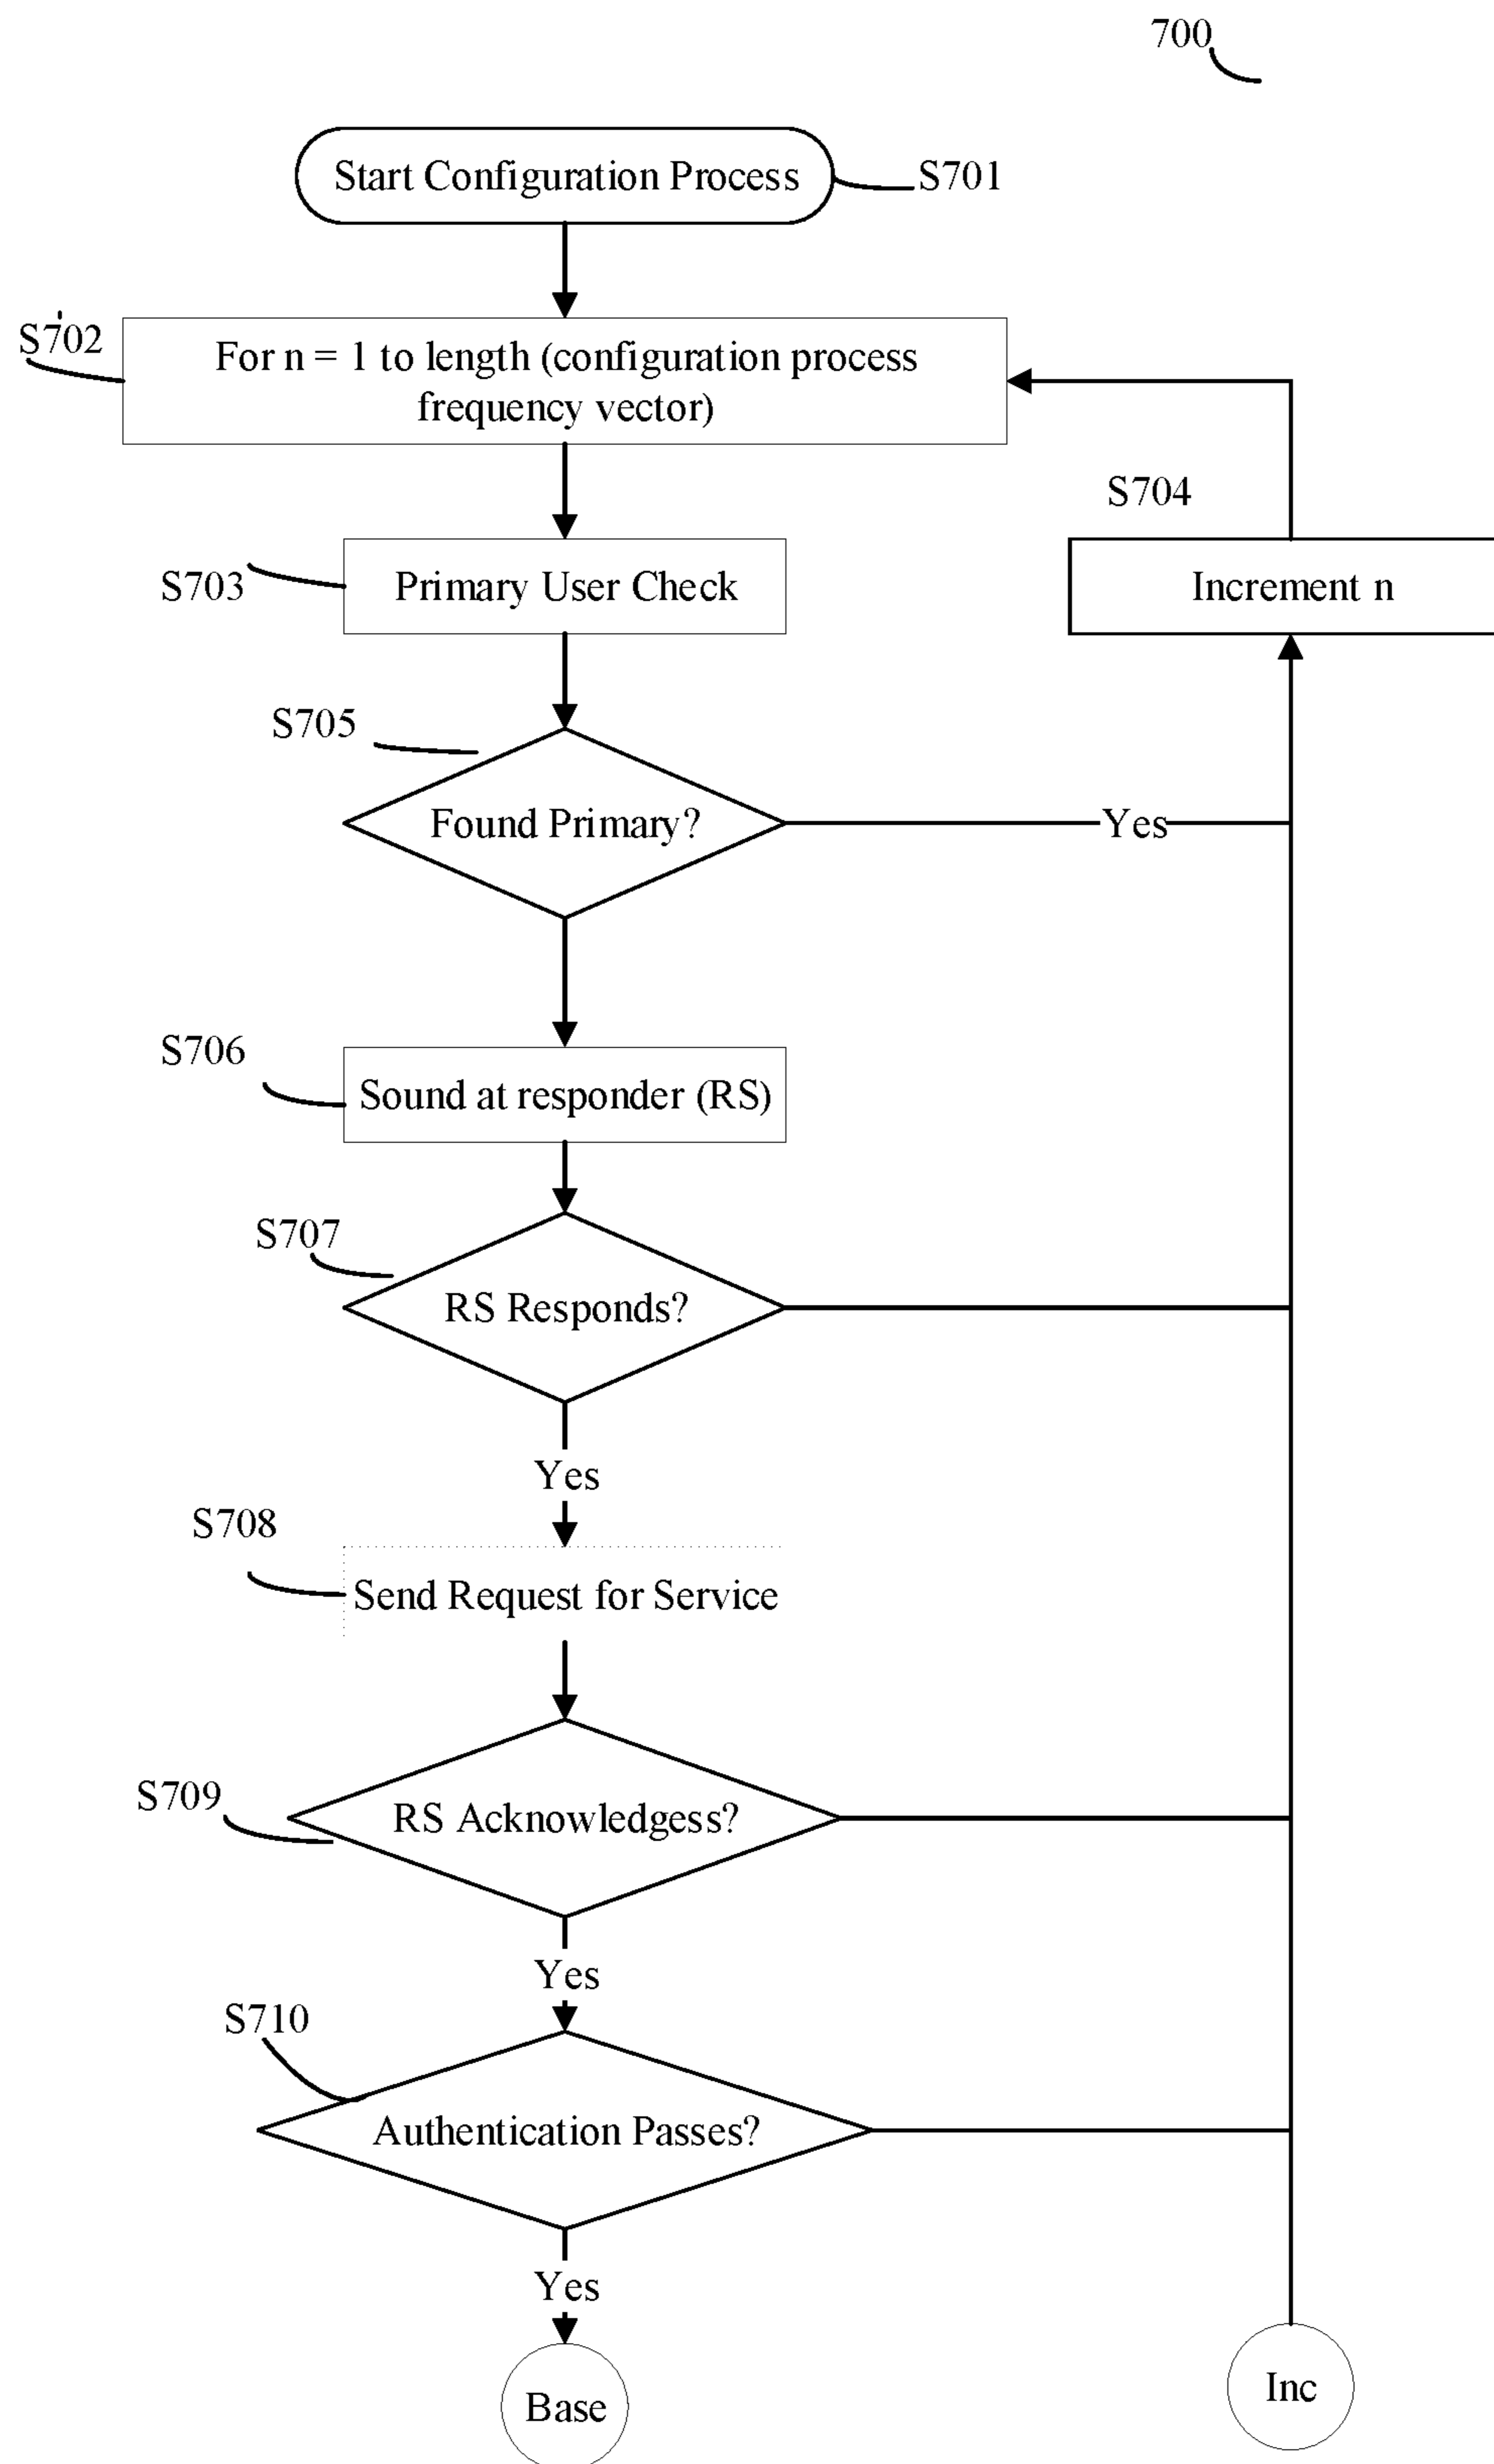 700
Start Configuration Process
S701
S702
For n = 1 to length (configuration process
frequency vector)
S704
S703
Primary User Check
Increment n
S705
Found Primary?
Yes
S706
Sound at responder (RS)
S707
RS Responds?
Yes
S708
Send Request for Service
S709
RS Acknowledgess?
Yes
S710
Authentication Passes?
Yes
Base
Inc